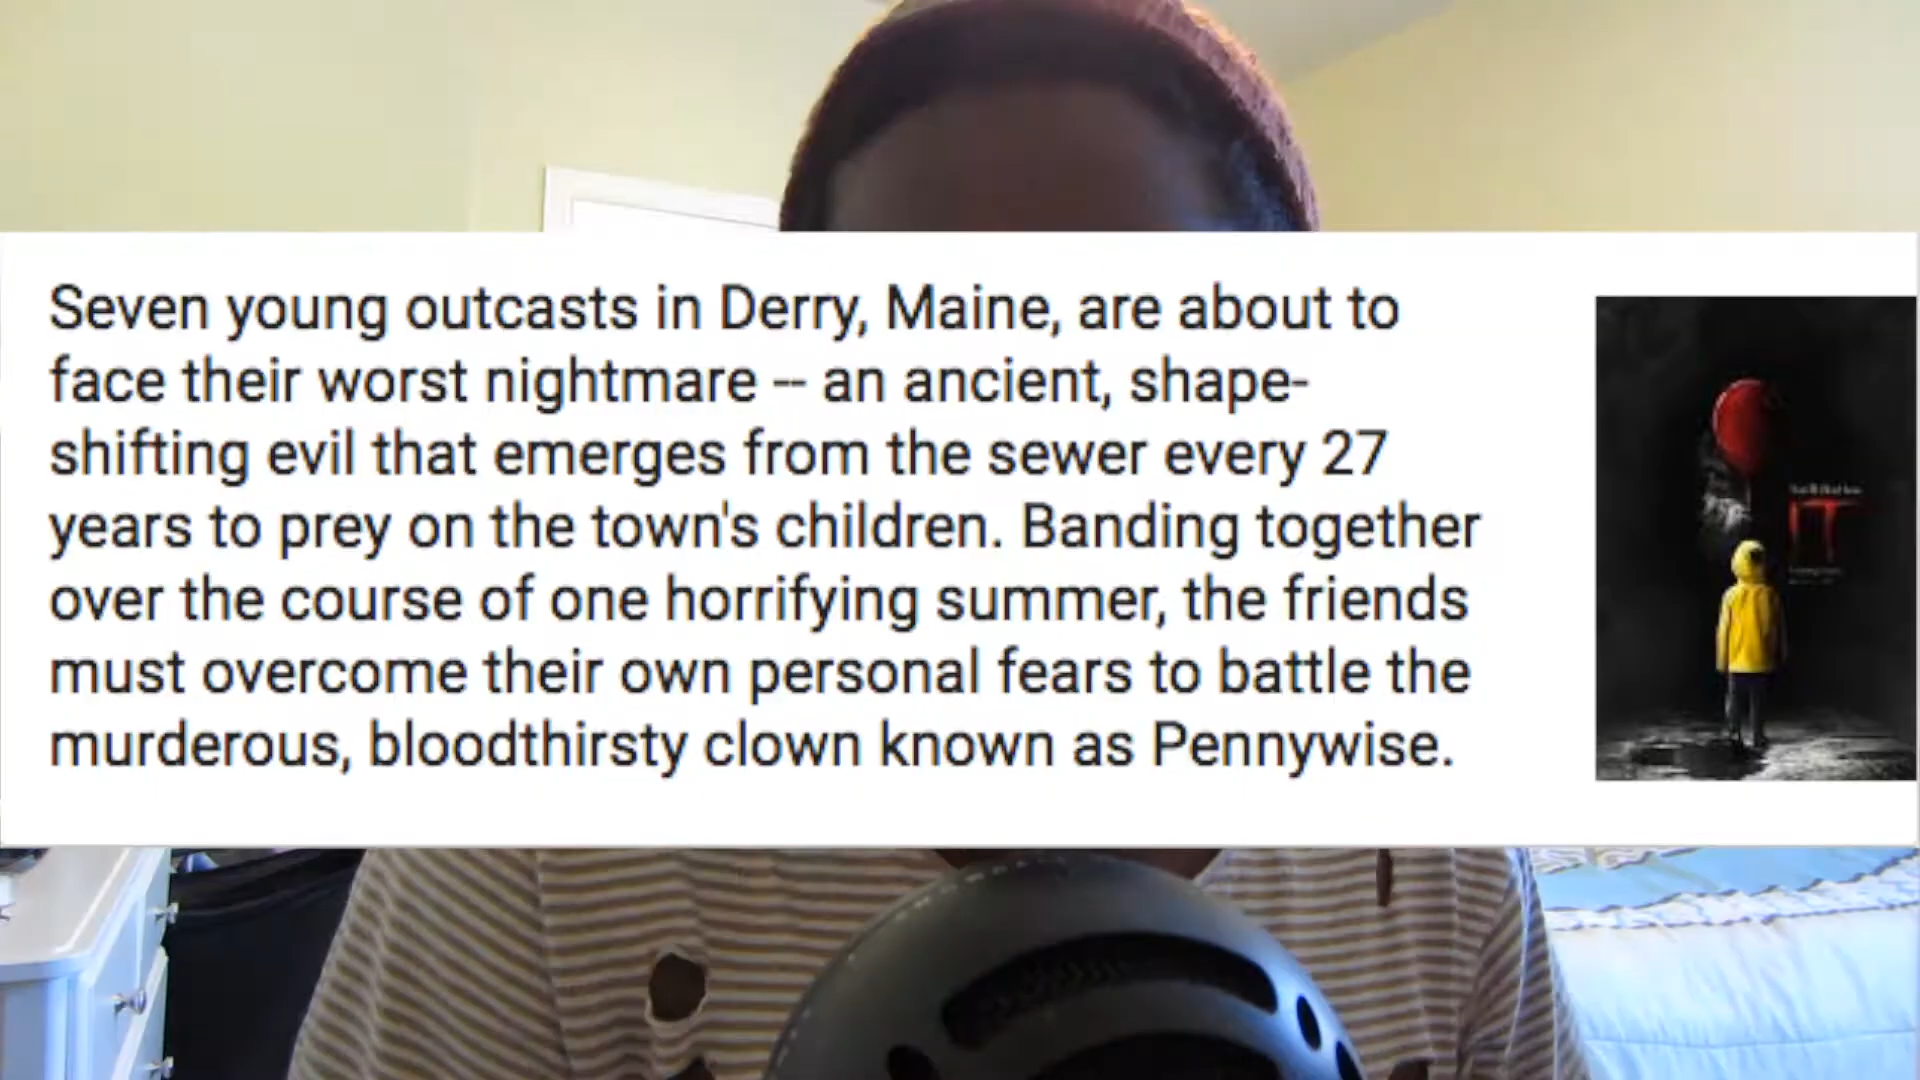 Seven young outcasts in Derry, Maine, are about to
face their worst nightmare -- an ancient, shape-
shifting evil that emerges from the sewer every 27
years to prey on the town's children. Banding together
over the course of one horrifying summer, the friends
must overcome their own personal fears to battle the
murderous, bloodthirsty clown known as Pennywise.
IT